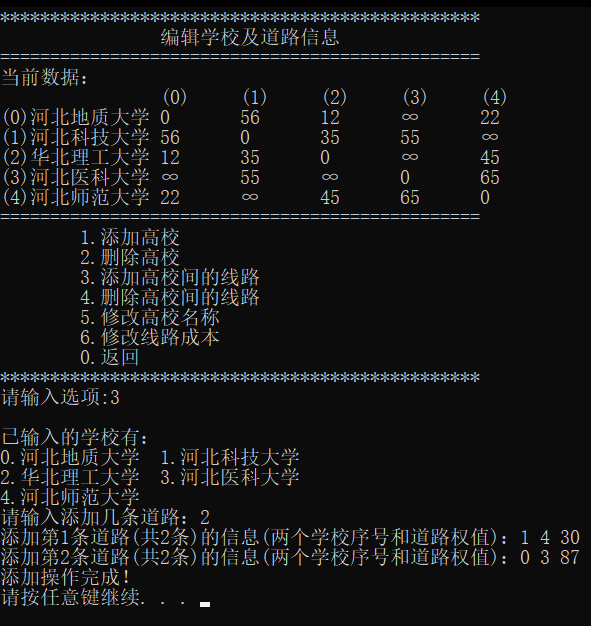 ************************************************
编辑学校及道路信息
================================================
当前数据：
(0) (1) (2) (3) (4)
(0)河北地质大学 0 56 12 ∞ 22
(1)河北科技大学 56 0 35 55 ∞
(2)华北理工大学 12 35 0 ∞ 45
(3)河北医科大学 ∞ 55 ∞ 0 65
(4)河北师范大学 22 ∞ 45 65 0
================================================
1.添加高校
2.删除高校
3.添加高校间的线路
4.删除高校间的线路
5.修改高校名称
6.修改线路成本
0.返回
************************************************
请输入选项:3
已输入的学校有：
0.河北地质大学 1.河北科技大学
2.华北理工大学 3.河北医科大学
4.河北师范大学
请输入添加几条道路：2
添加第1条道路(共2条)的信息(两个学校序号和道路权值)：1 4 30
添加第2条道路(共2条)的信息(两个学校序号和道路权值)：0 3 87
添加操作完成！
请按任意键继续. . .